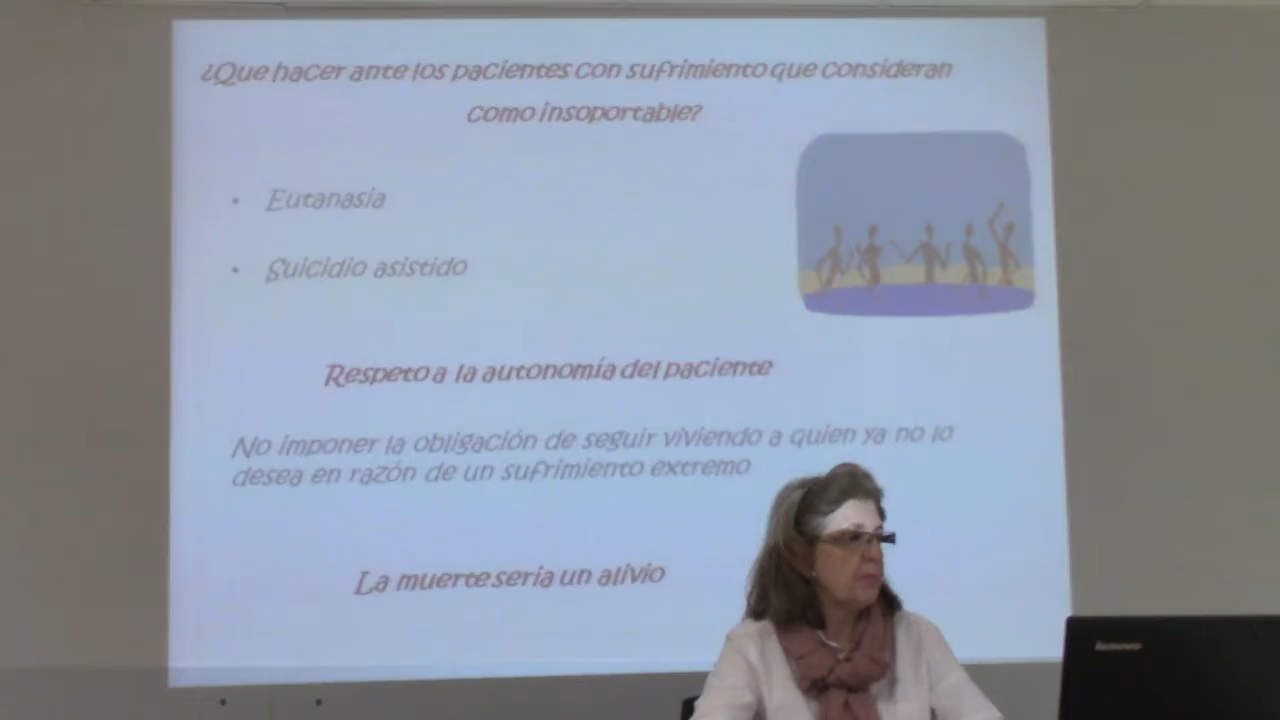 ¿Que hacer ante los pacientes con sufrimiento que consideran
como insoportable?
• Eutanasia
• Suicidio asistido
Respeto a la autonomía del paciente
No imponer la obligación de seguir viviendo a quien ya no lo
desea en razón de un sufrimiento extremo
La muerte seria un alivio
lenovo